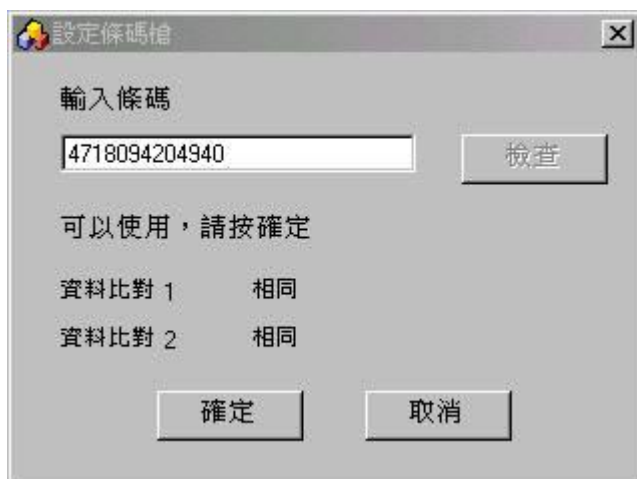 設定條碼槍
輸入條碼
4718094204940
檢查
可以使用，請按確定
資料比對 1 相同
資料比對 2 相同
確定 取消